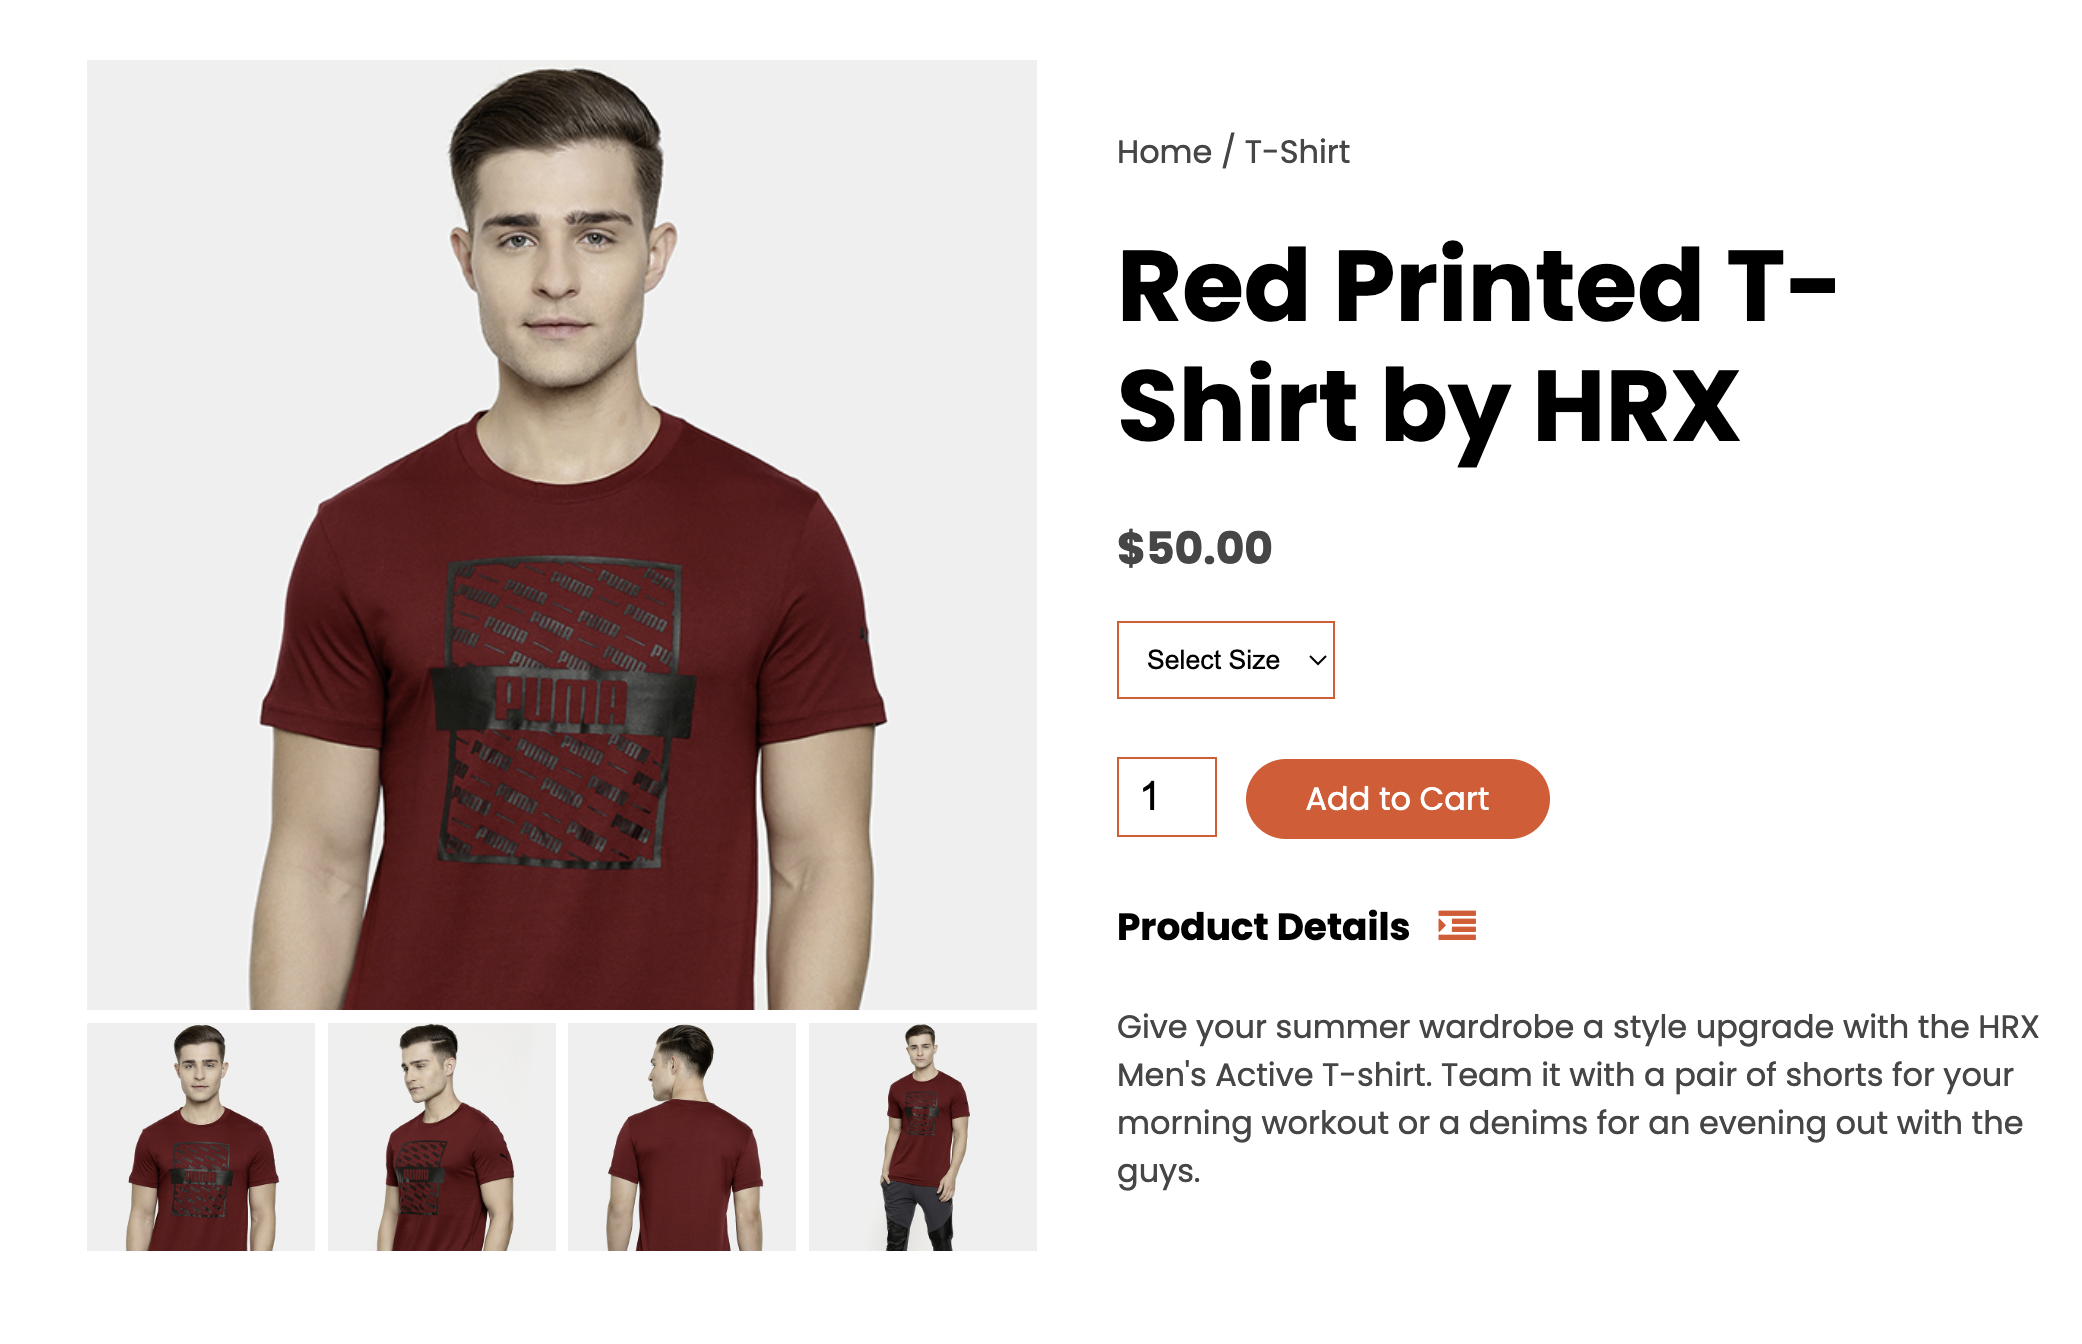 Home / T-Shirt
Red Printed T-
Shirt by HRX
$50.00
Select Size
1
Add to Cart
Product Details
Give your summer wardrobe a style upgrade with the HRX
Men's Active T-shirt. Team it with a pair of shorts for your
morning workout or a denims for an evening out with the
guys.
PUMA